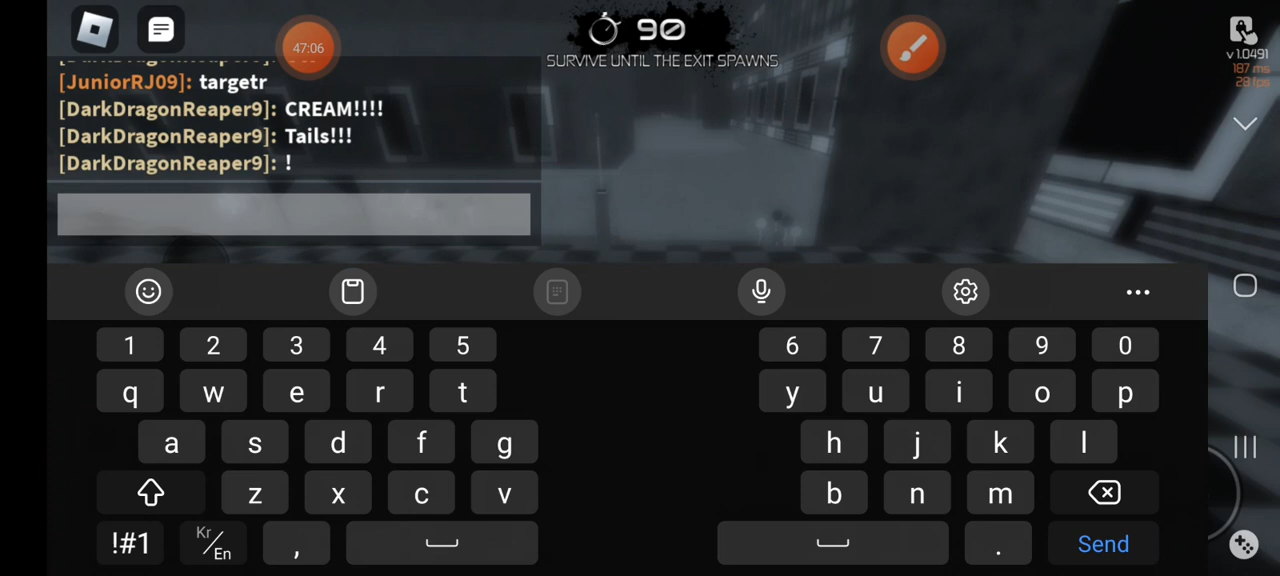 47:06
90
SURVIVE UNTIL THE EXIT SPAWNS
v 1.0491
187 ms
28 fps
[JuniorRJ09]: targetr
[DarkDragonReaper9]: CREAM!!!!
[DarkDragonReaper9]: Tails!!!
[DarkDragonReaper9]: !
1 2 3 4 5 6 7 8 9 0
q w e r t y u i o p
a s d f g h j k l
z x c v b n m
!#1 Kr/En , . Send